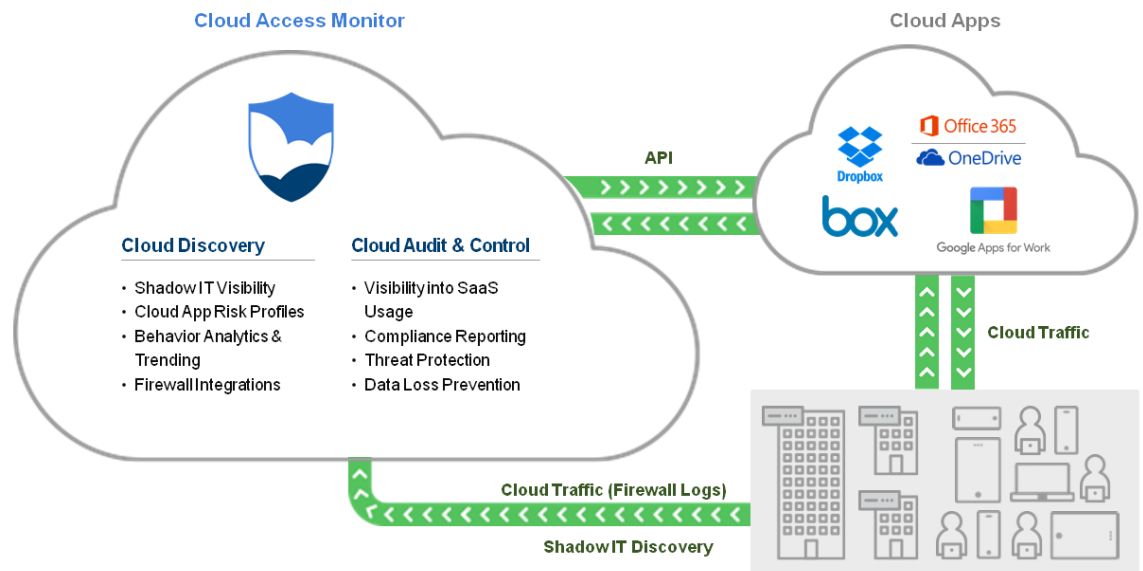 Cloud Access Monitor
Cloud Apps
Office 365
OneDrive
Dropbox
box
Google Apps for Work
API
Cloud Discovery
• Shadow IT Visibility
• Cloud App Risk Profiles
• Behavior Analytics &
Trending
• Firewall Integrations
Cloud Audit & Control
• Visibility into SaaS
Usage
• Compliance Reporting
• Threat Protection
• Data Loss Prevention
Cloud Traffic
Cloud Traffic (Firewall Logs)
Shadow IT Discovery